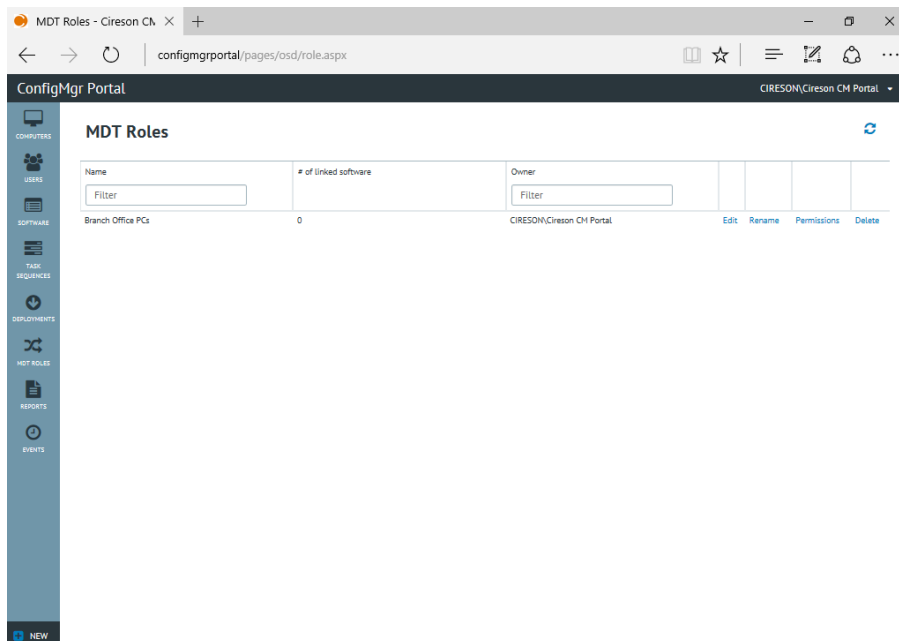 MDT Roles - Cireson CM
configmgrportal/pages/osd/role.aspx
ConfigMgr Portal
CIRESON\Cireson CM Portal
COMPUTERS
USERS
SOFTWARE
TASK
SEQUENCES
DEPLOYMENTS
MDT ROLES
REPORTS
EVENTS
NEW
MDT Roles
Name # of linked software Owner
Filter Filter
Branch Office PCs 0 CIRESON\Cireson CM Portal Edit Rename Permissions Delete